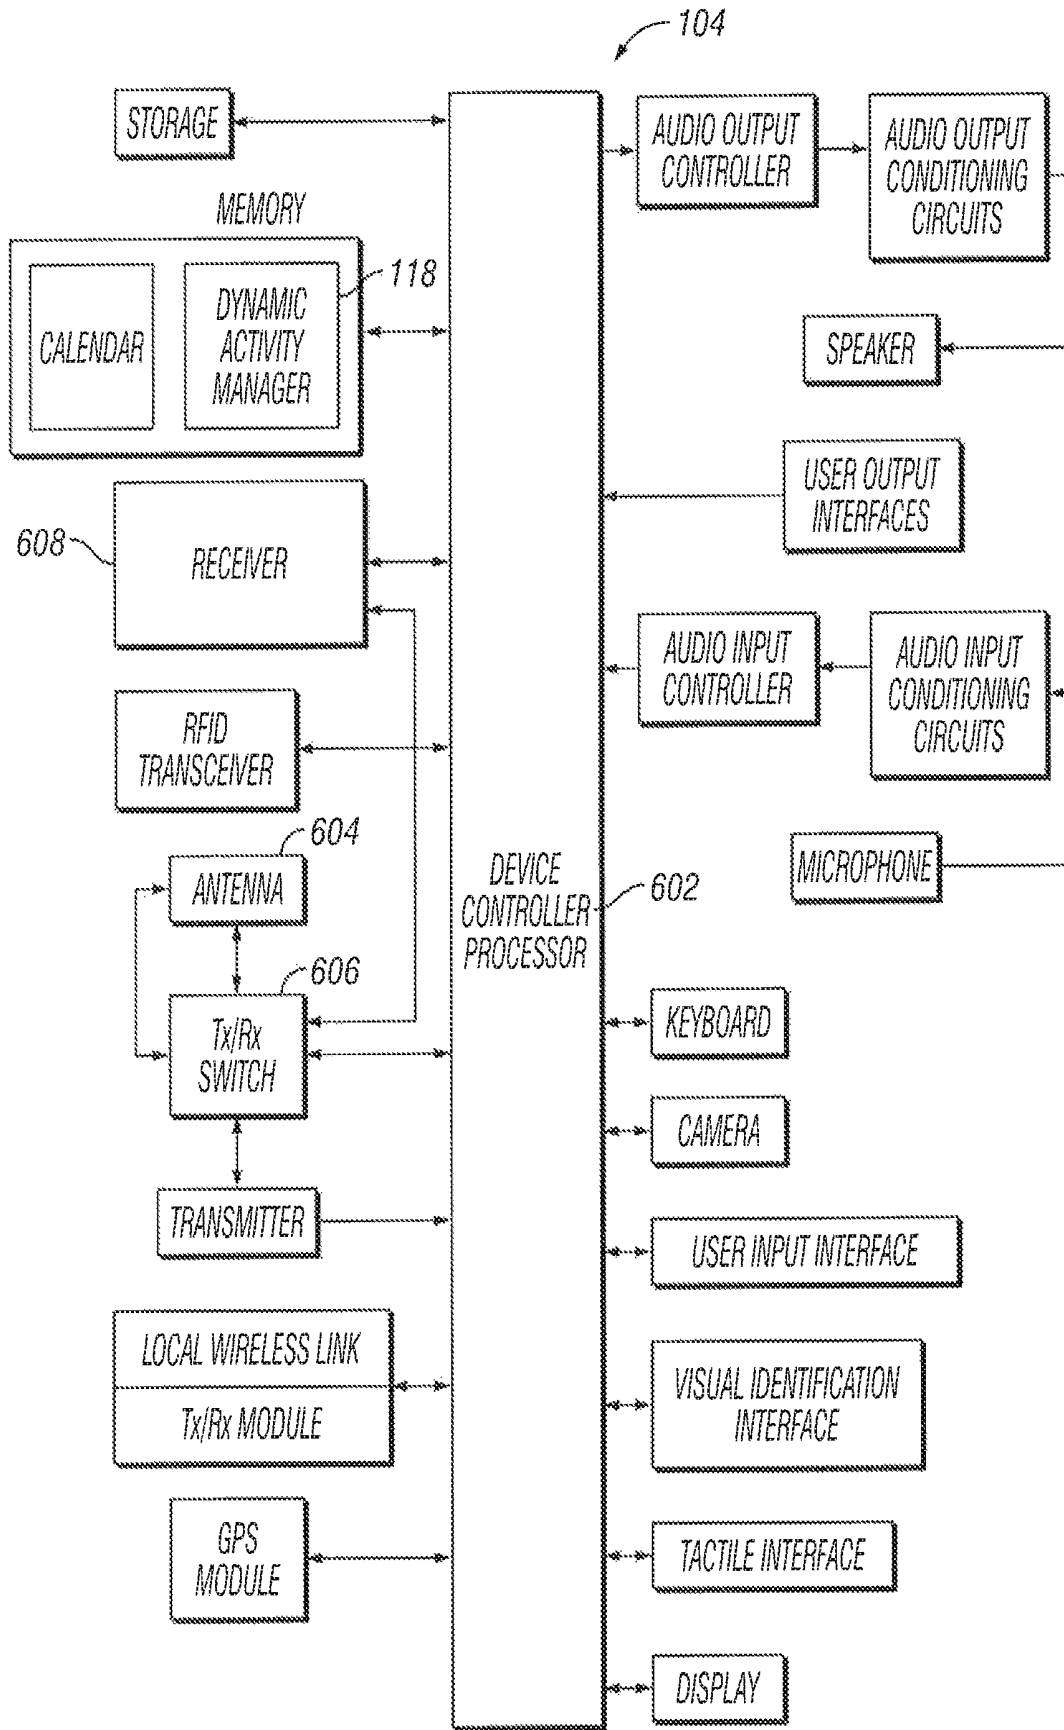 104
STORAGE
MEMORY
CALENDAR
DYNAMIC
ACTIVITY
MANAGER
118
608
RECEIVER
RFID
TRANSCEIVER
604
ANTENNA
606
Tx/Rx
SWITCH
TRANSMITTER
LOCAL WIRELESS LINK
Tx/Rx MODULE
GPS
MODULE
DEVICE
CONTROLLER
PROCESSOR
602
AUDIO OUTPUT
CONTROLLER
AUDIO OUTPUT
CONDITIONING
CIRCUITS
SPEAKER
USER OUTPUT
INTERFACES
AUDIO INPUT
CONTROLLER
AUDIO INPUT
CONDITIONING
CIRCUITS
MICROPHONE
KEYBOARD
CAMERA
USER INPUT INTERFACE
VISUAL IDENTIFICATION
INTERFACE
TACTILE INTERFACE
DISPLAY